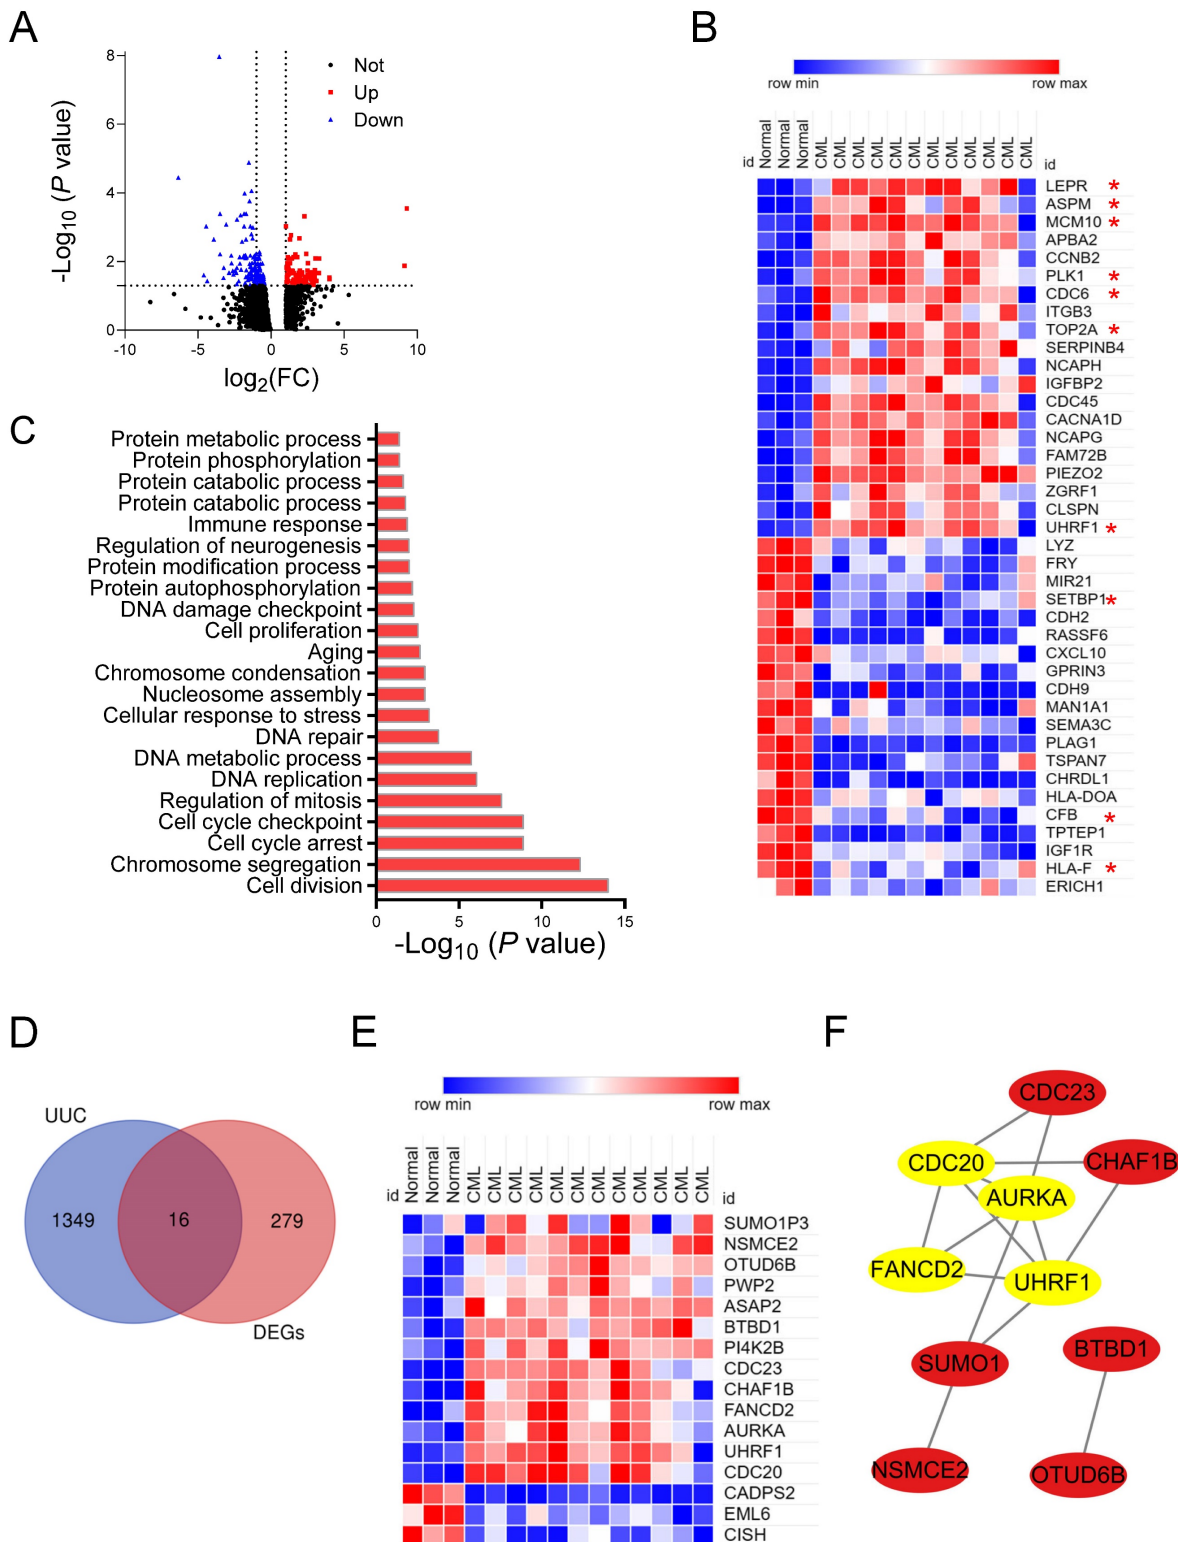 A
8
6
4
2
0
-10
-5
0
5
10
-Log10 (P value)
log2(FC)
Not
Up
Down
B
row min
row max
id
Normal
Normal
Normal
CML
CML
CML
CML
CML
CML
CML
CML
CML
CML
CML
CML
id
LEPR *
ASPM *
MCM10 *
APBA2
CCNB2
PLK1 *
CDC6 *
ITGB3
TOP2A *
SERPINB4
NCAPH
IGFBP2
CDC45
CACNA1D
NCAPG
FAM72B
PIEZO2
ZGRF1
CLSPN
UHRF1 *
LYZ
FRY
MIR21
SETBP1 *
CDH2
RASSF6
CXCL10
GPRIN3
CDH9
MAN1A1
SEMA3C
PLAG1
TSPAN7
CHRDL1
HLA-DOA
CFB *
TPTEP1
IGF1R
HLA-F *
ERICH1
C
Protein metabolic process
Protein phosphorylation
Protein catabolic process
Protein catabolic process
Immune response
Regulation of neurogenesis
Protein modification process
Protein autophosphorylation
DNA damage checkpoint
Cell proliferation
Aging
Chromosome condensation
Nucleosome assembly
Cellular response to stress
DNA repair
DNA metabolic process
DNA replication
Regulation of mitosis
Cell cycle checkpoint
Cell cycle arrest
Chromosome segregation
Cell division
0
5
10
15
-Log10 (P value)
D
UUC
1349
16
279
DEGs
E
row min
row max
id
Normal
Normal
Normal
CML
CML
CML
CML
CML
CML
CML
CML
CML
CML
CML
CML
id
SUMO1P3
NSMCE2
OTUD6B
PWP2
ASAP2
BTBD1
PI4K2B
CDC23
CHAF1B
FANCD2
AURKA
UHRF1
CDC20
CADPS2
EML6
CISH
F
CDC23
CDC20
CHAF1B
AURKA
FANCD2
UHRF1
SUMO1
BTBD1
NSMCE2
OTUD6B